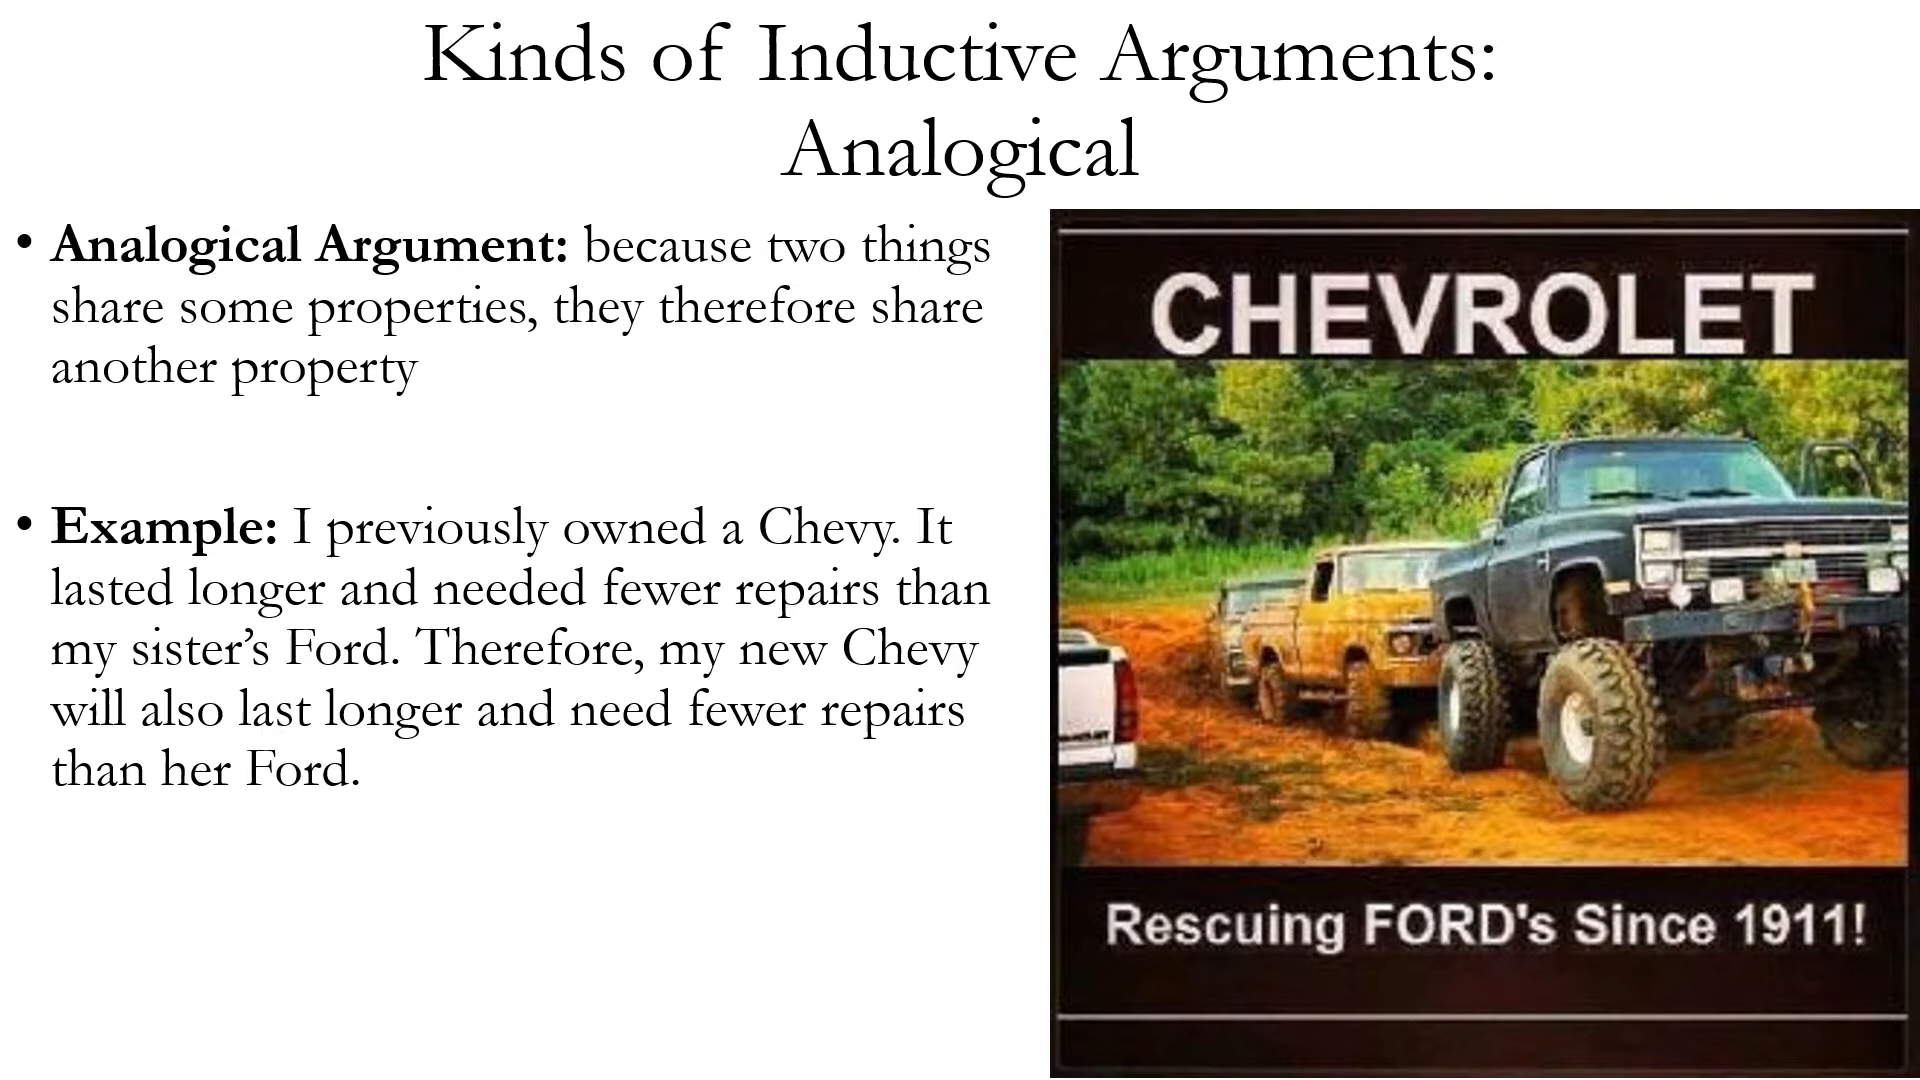 Kinds of Inductive Arguments:
Analogical
• Analogical Argument: because two things
share some properties, they therefore share
another property
• Example: I previously owned a Chevy. It
lasted longer and needed fewer repairs than
my sister’s Ford. Therefore, my new Chevy
will also last longer and need fewer repairs
than her Ford.
CHEVROLET
Rescuing FORD's Since 1911!